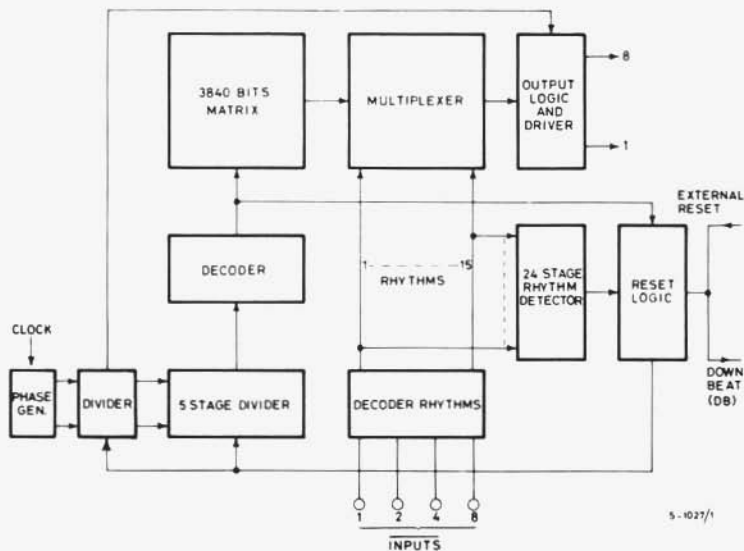 3840 BITS
MATRIX
MULTIPLEXER
OUTPUT
LOGIC
AND
DRIVER
8
1
EXTERNAL
RESET
DECODER
1
15
RHYTHMS
24 STAGE
RHYTHM
DETECTOR
RESET
LOGIC
CLOCK
PHASE
GEN.
DIVIDER
5 STAGE DIVIDER
DECODER RHYTHMS
DOWN
BEAT
(DB)
1 2 4 8
INPUTS
S-1027/1